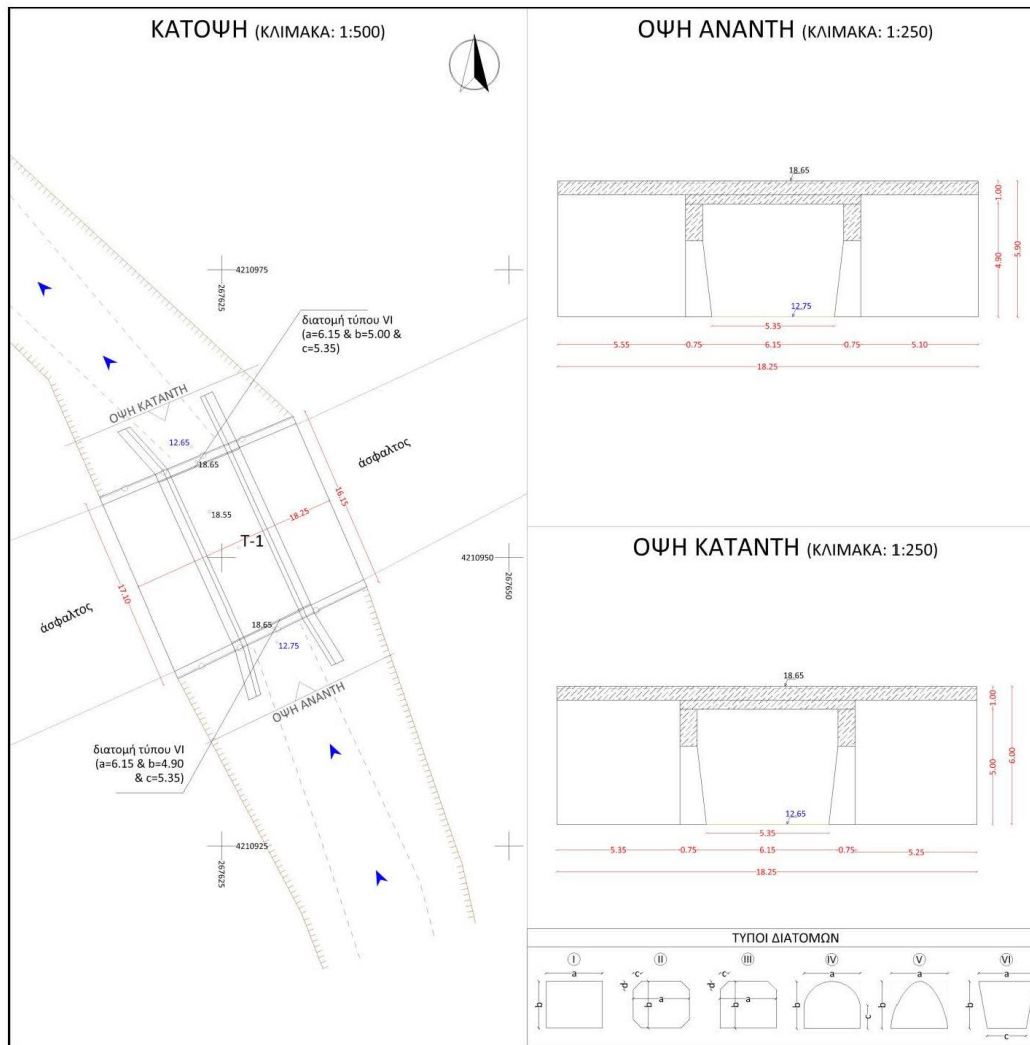 ΚΑΤΟΨΗ (ΚΛΙΜΑΚΑ: 1:500)
4210975
267625
διατομή τύπου VI
(a=6.15 & b=5.00 &
c=5.35)
ΟΨΗ ΚΑΤΑΝΤΗ
άσφαλτος
12.65
18.65
16.15
18.55
18.25
T-1
4210950
267650
17.10
άσφαλτος
18.65
12.75
ΟΨΗ ΑΝΑΝΤΗ
διατομή τύπου VI
(a=6.15 & b=4.90
& c=5.35)
4210925
267625
ΟΨΗ ΑΝΑΝΤΗ (ΚΛΙΜΑΚΑ: 1:250)
18.65
1.00
5.90
4.90
12.75
5.35
5.55 0.75 6.15 0.75 5.10
18.25
ΟΨΗ ΚΑΤΑΝΤΗ (ΚΛΙΜΑΚΑ: 1:250)
18.65
1.00
6.00
5.00
12.65
5.35
5.35 0.75 6.15 0.75 5.25
18.25
ΤΥΠΟΙ ΔΙΑΤΟΜΩΝ
I II III IV V VI
a c c a a a
d d
b a b a b b c b b
c